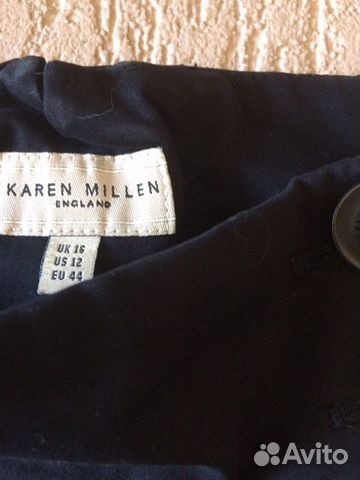 KAREN MILLEN
ENGLAND
UK 16
US 12
EU 44
Avito